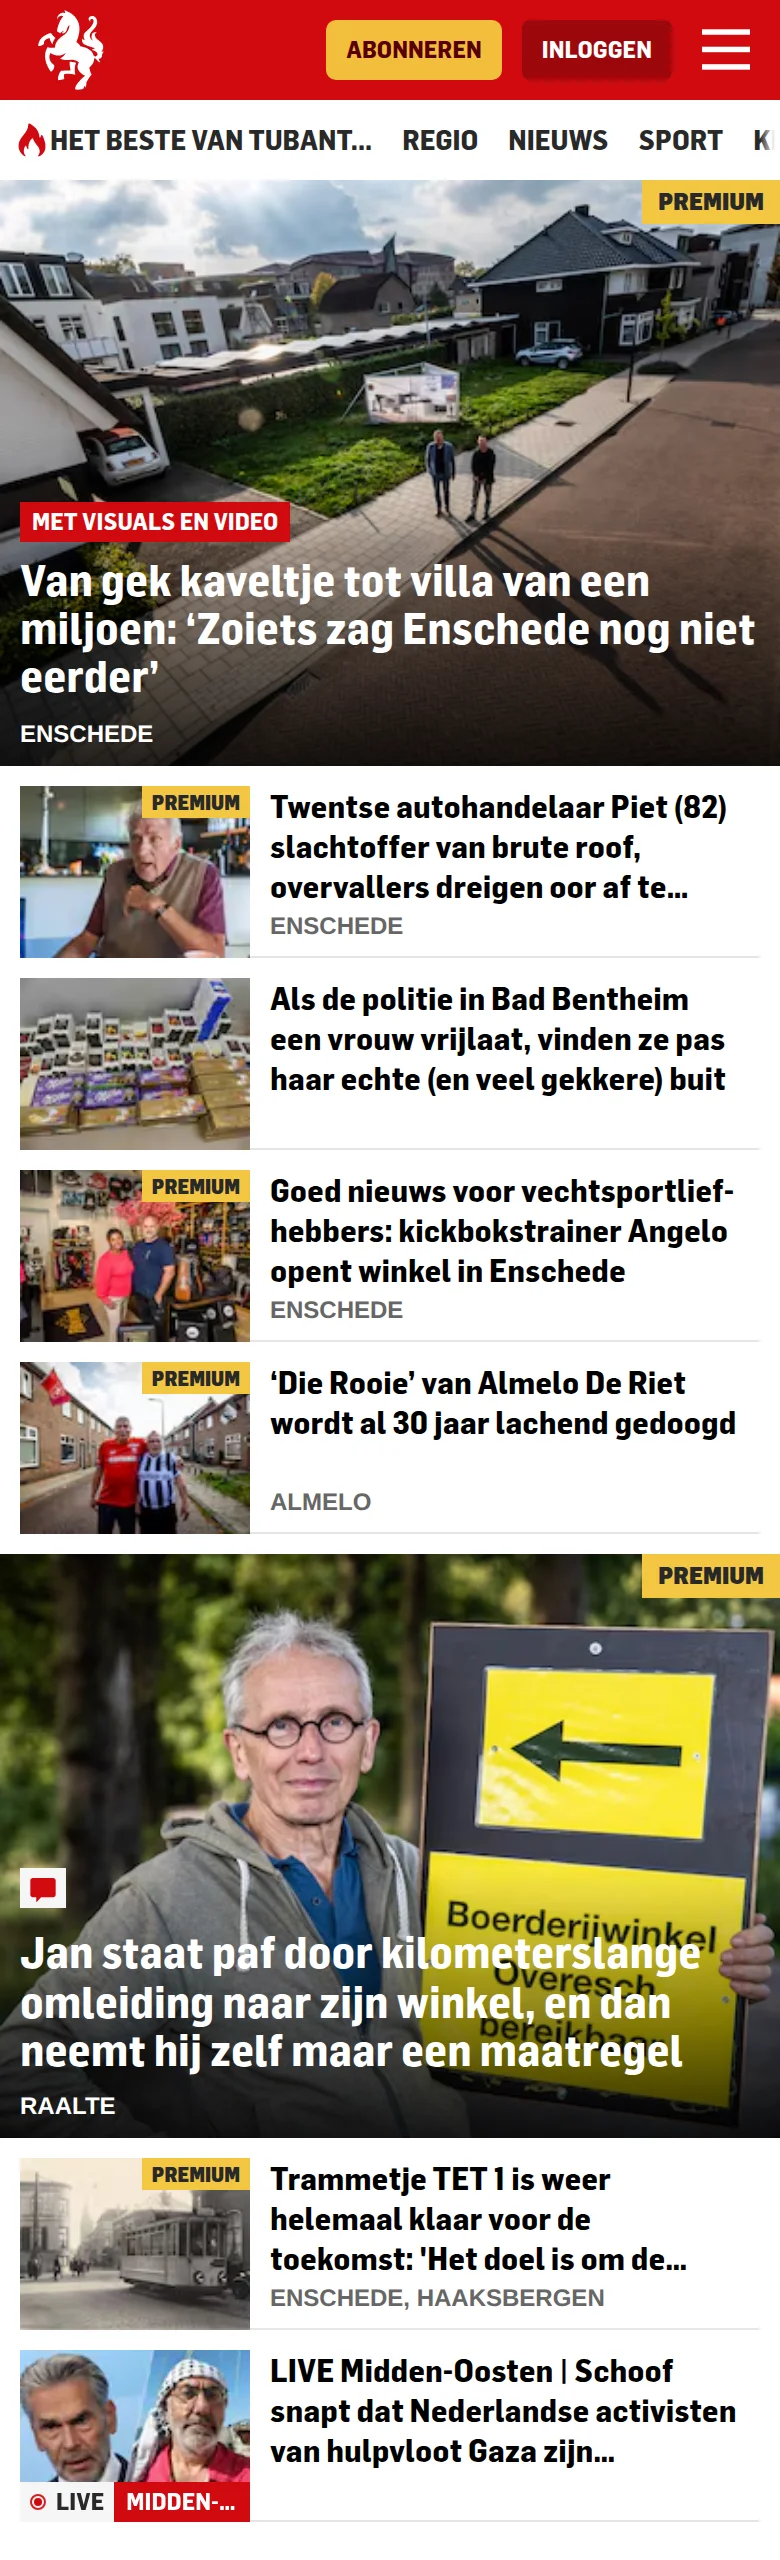 ABONNEREN
INLOGGEN
HET BESTE VAN TUBANT... REGIO NIEUWS SPORT K
PREMIUM
MET VISUALS EN VIDEO
Van gek kaveltje tot villa van een
miljoen: ‘Zoiets zag Enschede nog niet
eerder’
ENSCHEDE
PREMIUM
Twentse autohandelaar Piet (82)
slachtoffer van brute roof,
overvallers dreigen oor af te...
ENSCHEDE
Als de politie in Bad Bentheim
een vrouw vrijlaat, vinden ze pas
haar echte (en veel gekkere) buit
PREMIUM
Goed nieuws voor vechtsportlief-
hebbers: kickbokstrainer Angelo
opent winkel in Enschede
ENSCHEDE
PREMIUM
‘Die Rooie’ van Almelo De Riet
wordt al 30 jaar lachend gedoogd
ALMELO
PREMIUM
Boerderijwinkel
Overesch
bereikbaar
Jan staat paf door kilometerslange
omleiding naar zijn winkel, en dan
neemt hij zelf maar een maatregel
RAALTE
PREMIUM
Trammetje TET 1 is weer
helemaal klaar voor de
toekomst: 'Het doel is om de...
ENSCHEDE, HAAKSBERGEN
LIVE Midden-Oosten | Schoof
snapt dat Nederlandse activisten
van hulpvloot Gaza zijn...
LIVE MIDDEN-...